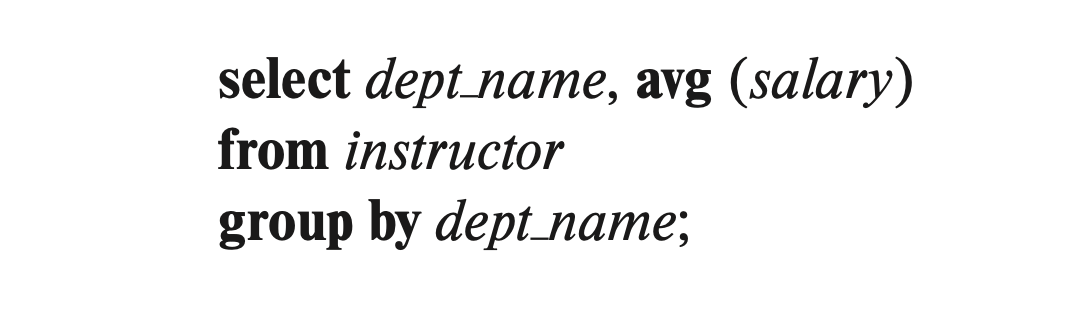 select dept_name, avg (salary)
from instructor
group by dept_name;